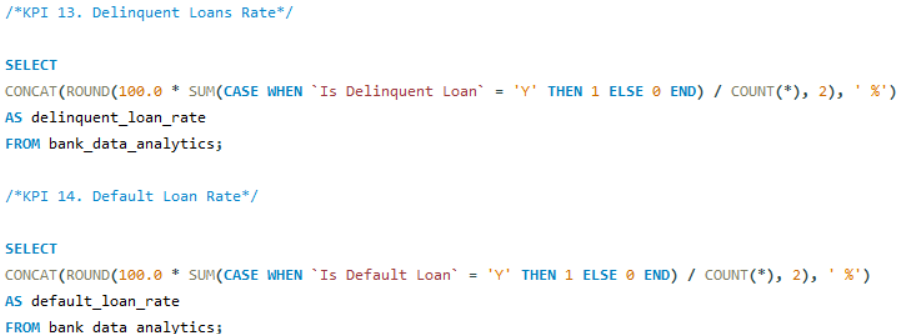 /*KPI 13. Delinquent Loans Rate*/
SELECT
CONCAT(ROUND(100.0 * SUM(CASE WHEN `Is Delinquent Loan` = 'Y' THEN 1 ELSE 0 END) / COUNT(*), 2), ' %')
AS delinquent_loan_rate
FROM bank_data_analytics;
/*KPI 14. Default Loan Rate*/
SELECT
CONCAT(ROUND(100.0 * SUM(CASE WHEN `Is Default Loan` = 'Y' THEN 1 ELSE 0 END) / COUNT(*), 2), ' %')
AS default_loan_rate
FROM bank_data_analytics;